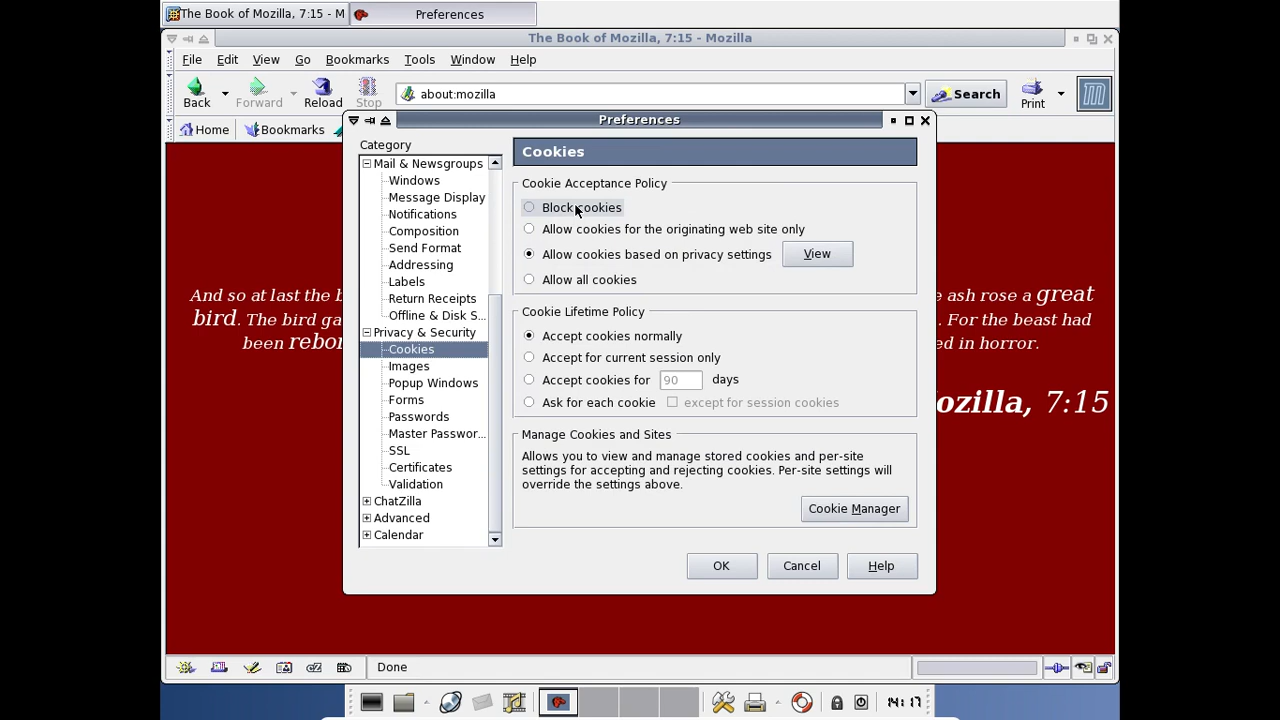 The Book of Mozilla, 7:15 - M
Preferences
The Book of Mozilla, 7:15 - Mozilla
File Edit View Go Bookmarks Tools Window Help
Back Forward Reload Stop
about:mozilla
Search
Print
Home Bookmarks
Preferences
Category
Mail & Newsgroups
Windows
Message Display
Notifications
Composition
Send Format
Addressing
Labels
Return Receipts
Offline & Disk S...
Privacy & Security
Cookies
Images
Popup Windows
Forms
Passwords
Master Passwor...
SSL
Certificates
Validation
ChatZilla
Advanced
Calendar
Cookies
Cookie Acceptance Policy
Block cookies
Allow cookies for the originating web site only
Allow cookies based on privacy settings View
Allow all cookies
Cookie Lifetime Policy
Accept cookies normally
Accept for current session only
Accept cookies for 90 days
Ask for each cookie except for session cookies
Manage Cookies and Sites
Allows you to view and manage stored cookies and per-site
settings for accepting and rejecting cookies. Per-site settings will
override the settings above.
Cookie Manager
OK Cancel Help
And so at last the b
e ash rose a great
bird. The bird ga
. For the beast had
been rebor
ed in horror.
ozilla, 7:15
Done
14:17